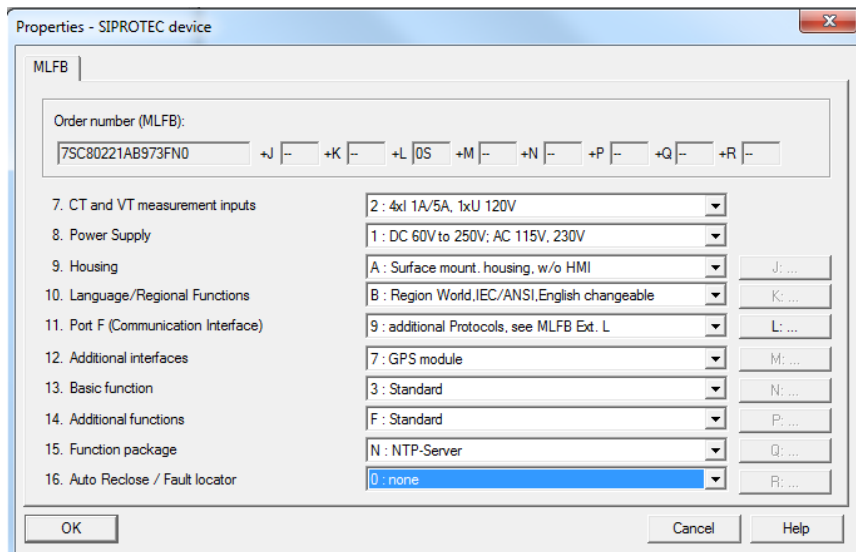 Properties - SIPROTEC device
MLFB
Order number (MLFB):
7SC80221AB973FN0 +J -- +K -- +L 0S +M -- +N -- +P -- +Q -- +R --
7. CT and VT measurement inputs 2 : 4xI 1A/5A, 1xU 120V
8. Power Supply 1 : DC 60V to 250V; AC 115V, 230V
9. Housing A : Surface mount. housing, w/o HMI J: ...
10. Language/Regional Functions B : Region World,IEC/ANSI,English changeable K: ...
11. Port F (Communication Interface) 9 : additional Protocols, see MLFB Ext. L L: ...
12. Additional interfaces 7 : GPS module M: ...
13. Basic function 3 : Standard N: ...
14. Additional functions F : Standard P: ...
15. Function package N : NTP-Server Q: ...
16. Auto Reclose / Fault locator 0 : none R: ...
OK Cancel Help